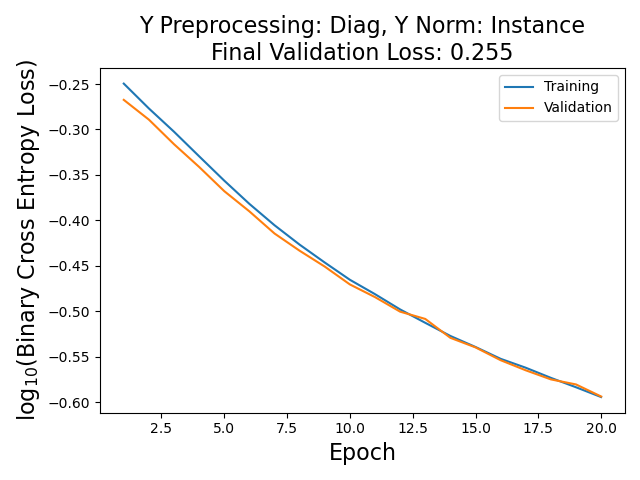 Y Preprocessing: Diag, Y Norm: Instance
Final Validation Loss: 0.255
log₁₀(Binary Cross Entropy Loss)
−0.25
−0.30
−0.35
−0.40
−0.45
−0.50
−0.55
−0.60
Training
Validation
2.5 5.0 7.5 10.0 12.5 15.0 17.5 20.0
Epoch